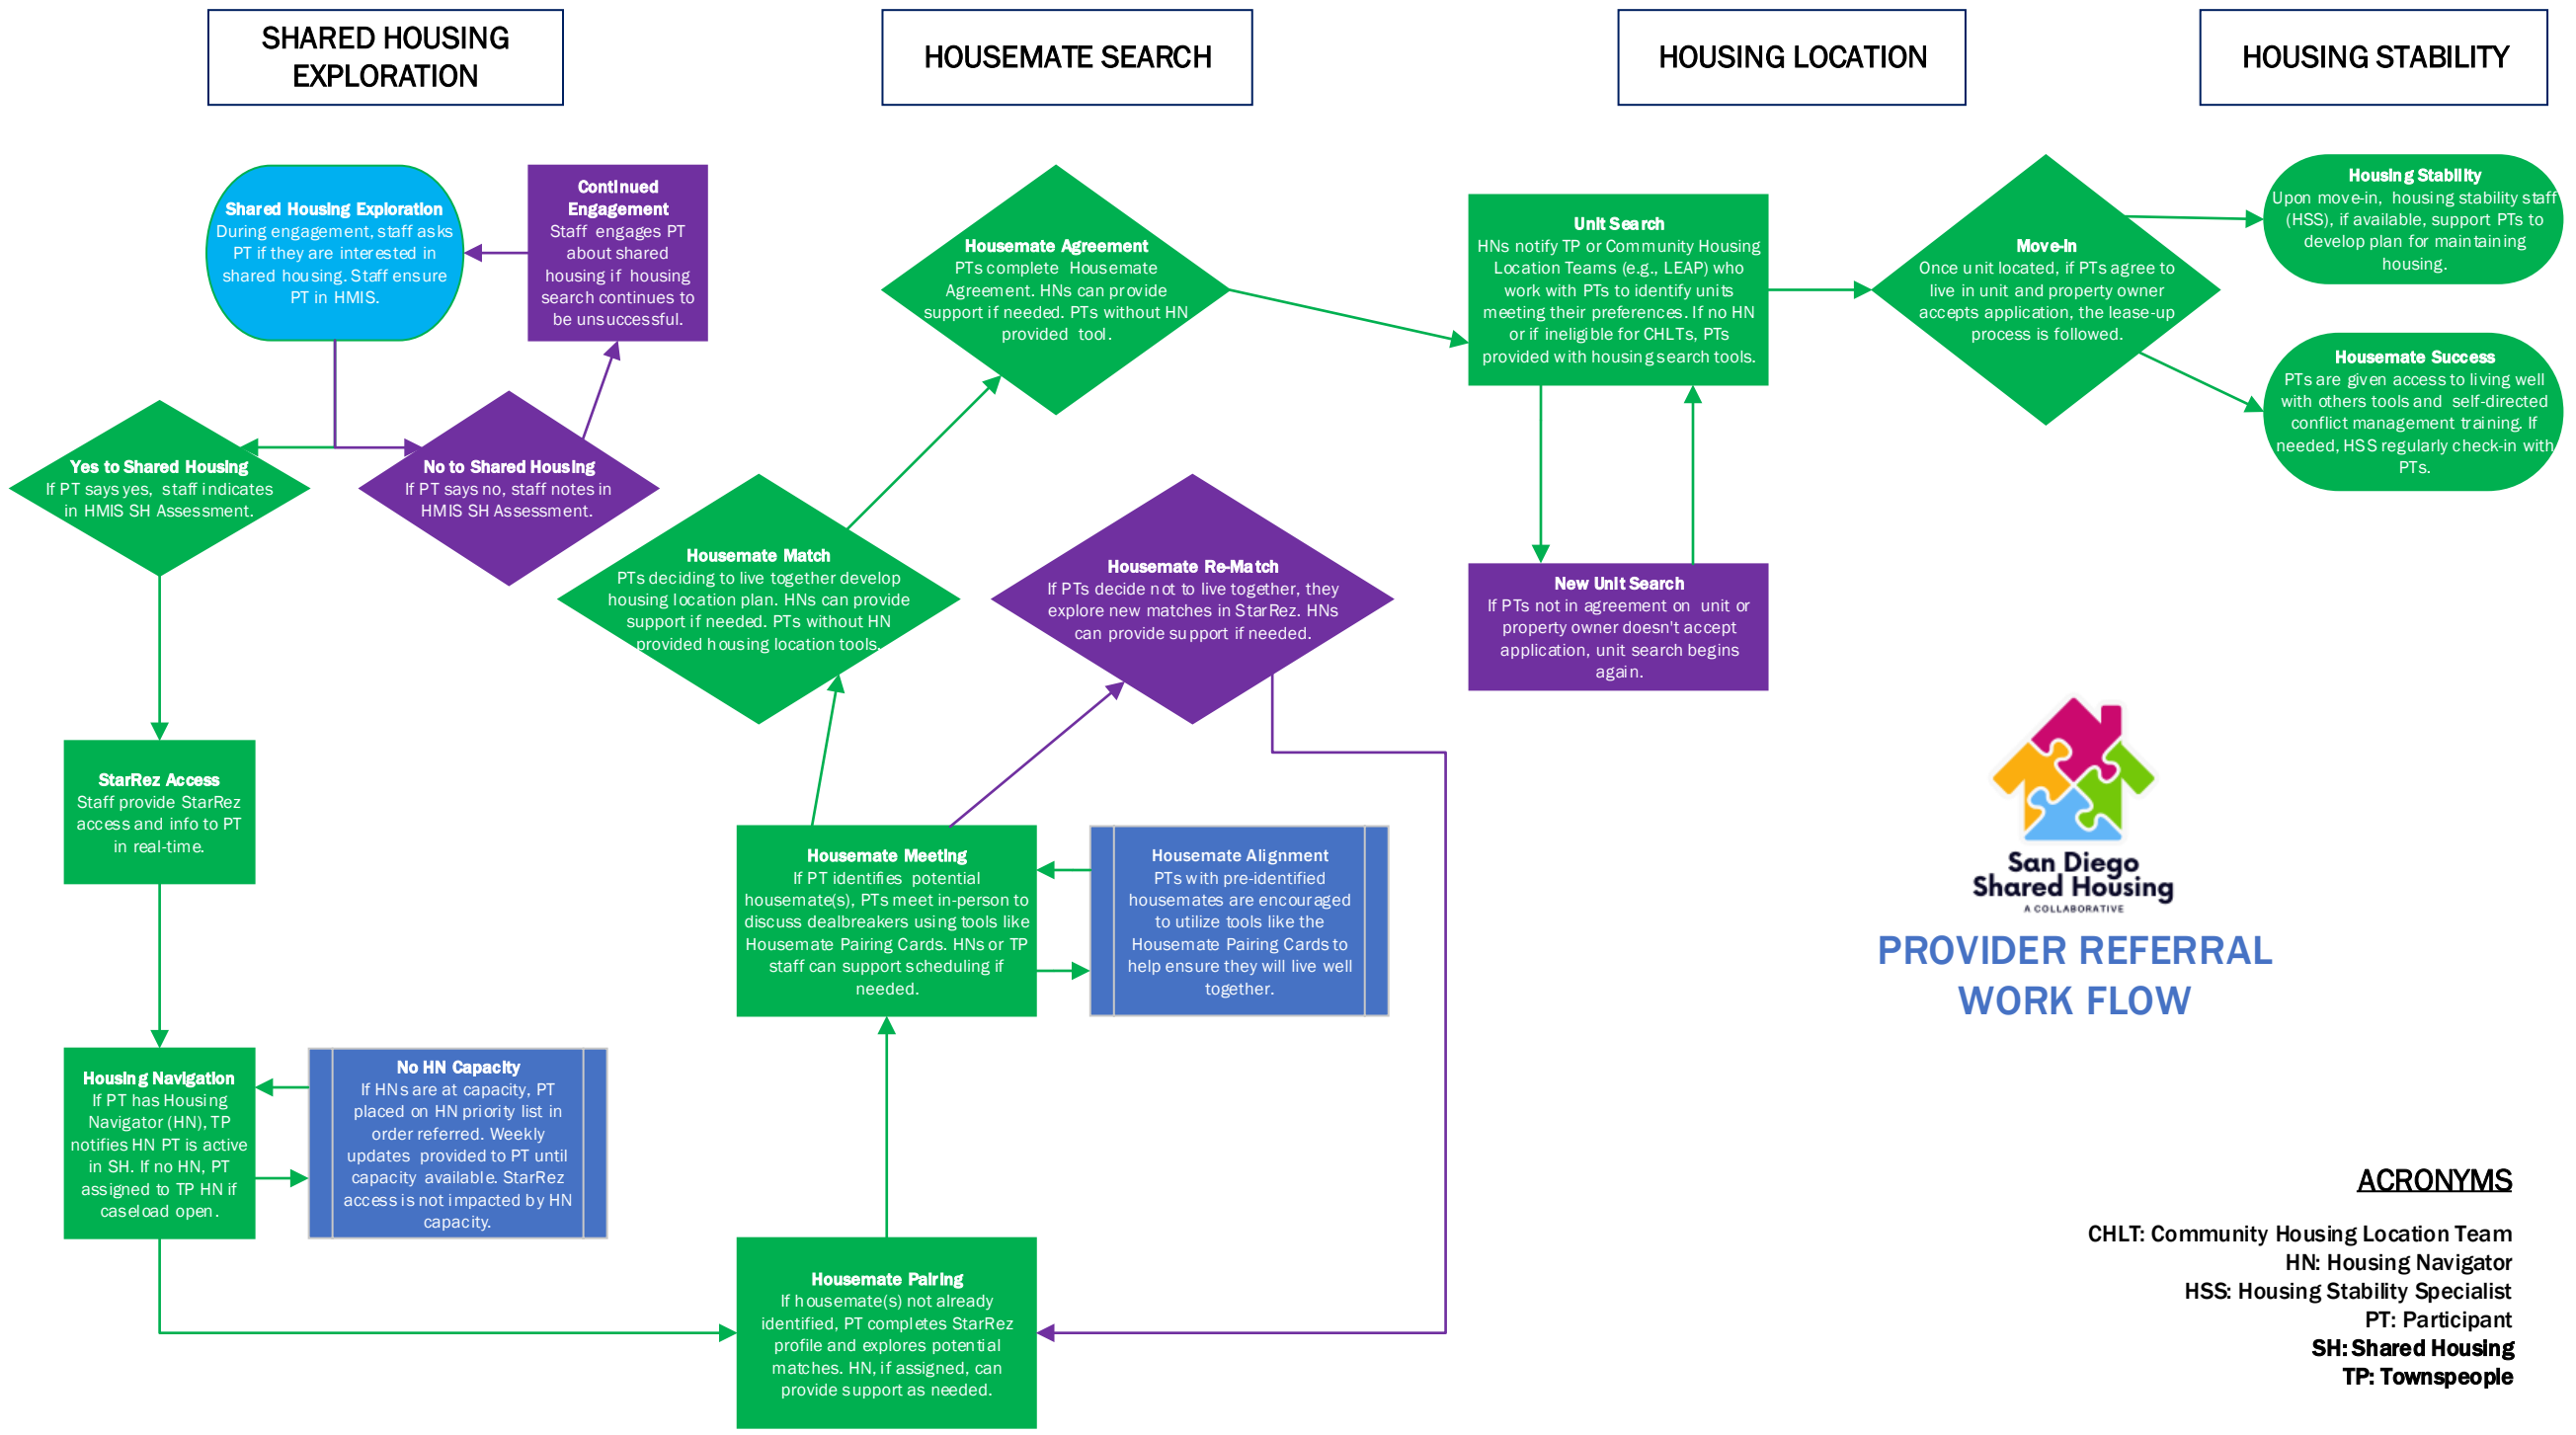 SHARED HOUSING
EXPLORATION
HOUSEMATE SEARCH
HOUSING LOCATION
HOUSING STABILITY
Shared Housing Exploration
During engagement, staff asks
PT if they are interested in
shared housing. Staff ensure
PT in HMIS.
Continued
Engagement
Staff engages PT
about shared
housing if housing
search continues to
be unsuccessful.
Yes to Shared Housing
If PT says yes, staff indicates
in HMIS SH Assessment.
No to Shared Housing
If PT says no, staff notes in
HMIS SH Assessment.
StarRez Access
Staff provide StarRez
access and info to PT
in real-time.
Housing Navigation
If PT has Housing
Navigator (HN), TP
notifies HN PT is active
in SH. If no HN, PT
assigned to TP HN if
caseload open.
No HN Capacity
If HNs are at capacity, PT
placed on HN priority list in
order referred. Weekly
updates provided to PT until
capacity available. StarRez
access is not impacted by HN
capacity.
Housemate Agreement
PTs complete Housemate
Agreement. HNs can provide
support if needed. PTs without HN
provided tool.
Housemate Match
PTs deciding to live together develop
housing location plan. HNs can provide
support if needed. PTs without HN
provided housing location tools.
Housemate Re-Match
If PTs decide not to live together, they
explore new matches in StarRez. HNs
can provide support if needed.
Housemate Meeting
If PT identifies potential
housemate(s), PTs meet in-person to
discuss dealbreakers using tools like
Housemate Pairing Cards. HNs or TP
staff can support scheduling if
needed.
Housemate Alignment
PTs with pre-identified
housemates are encouraged
to utilize tools like the
Housemate Pairing Cards to
help ensure they will live well
together.
Housemate Pairing
If housemate(s) not already
identified, PT completes StarRez
profile and explores potential
matches. HN, if assigned, can
provide support as needed.
Unit Search
HNs notify TP or Community Housing
Location Teams (e.g., LEAP) who
work with PTs to identify units
meeting their preferences. If no HN
or if ineligible for CHLTs, PTs
provided with housing search tools.
New Unit Search
If PTs not in agreement on unit or
property owner doesn't accept
application, unit search begins
again.
Move-In
Once unit located, if PTs agree to
live in unit and property owner
accepts application, the lease-up
process is followed.
Housing Stability
Upon move-in, housing stability staff
(HSS), if available, support PTs to
develop plan for maintaining
housing.
Housemate Success
PTs are given access to living well
with others tools and self-directed
conflict management training. If
needed, HSS regularly check-in with
PTs.
San Diego
Shared Housing
A COLLABORATIVE
PROVIDER REFERRAL
WORK FLOW
ACRONYMS
CHLT: Community Housing Location Team
HN: Housing Navigator
HSS: Housing Stability Specialist
PT: Participant
SH: Shared Housing
TP: Townspeople